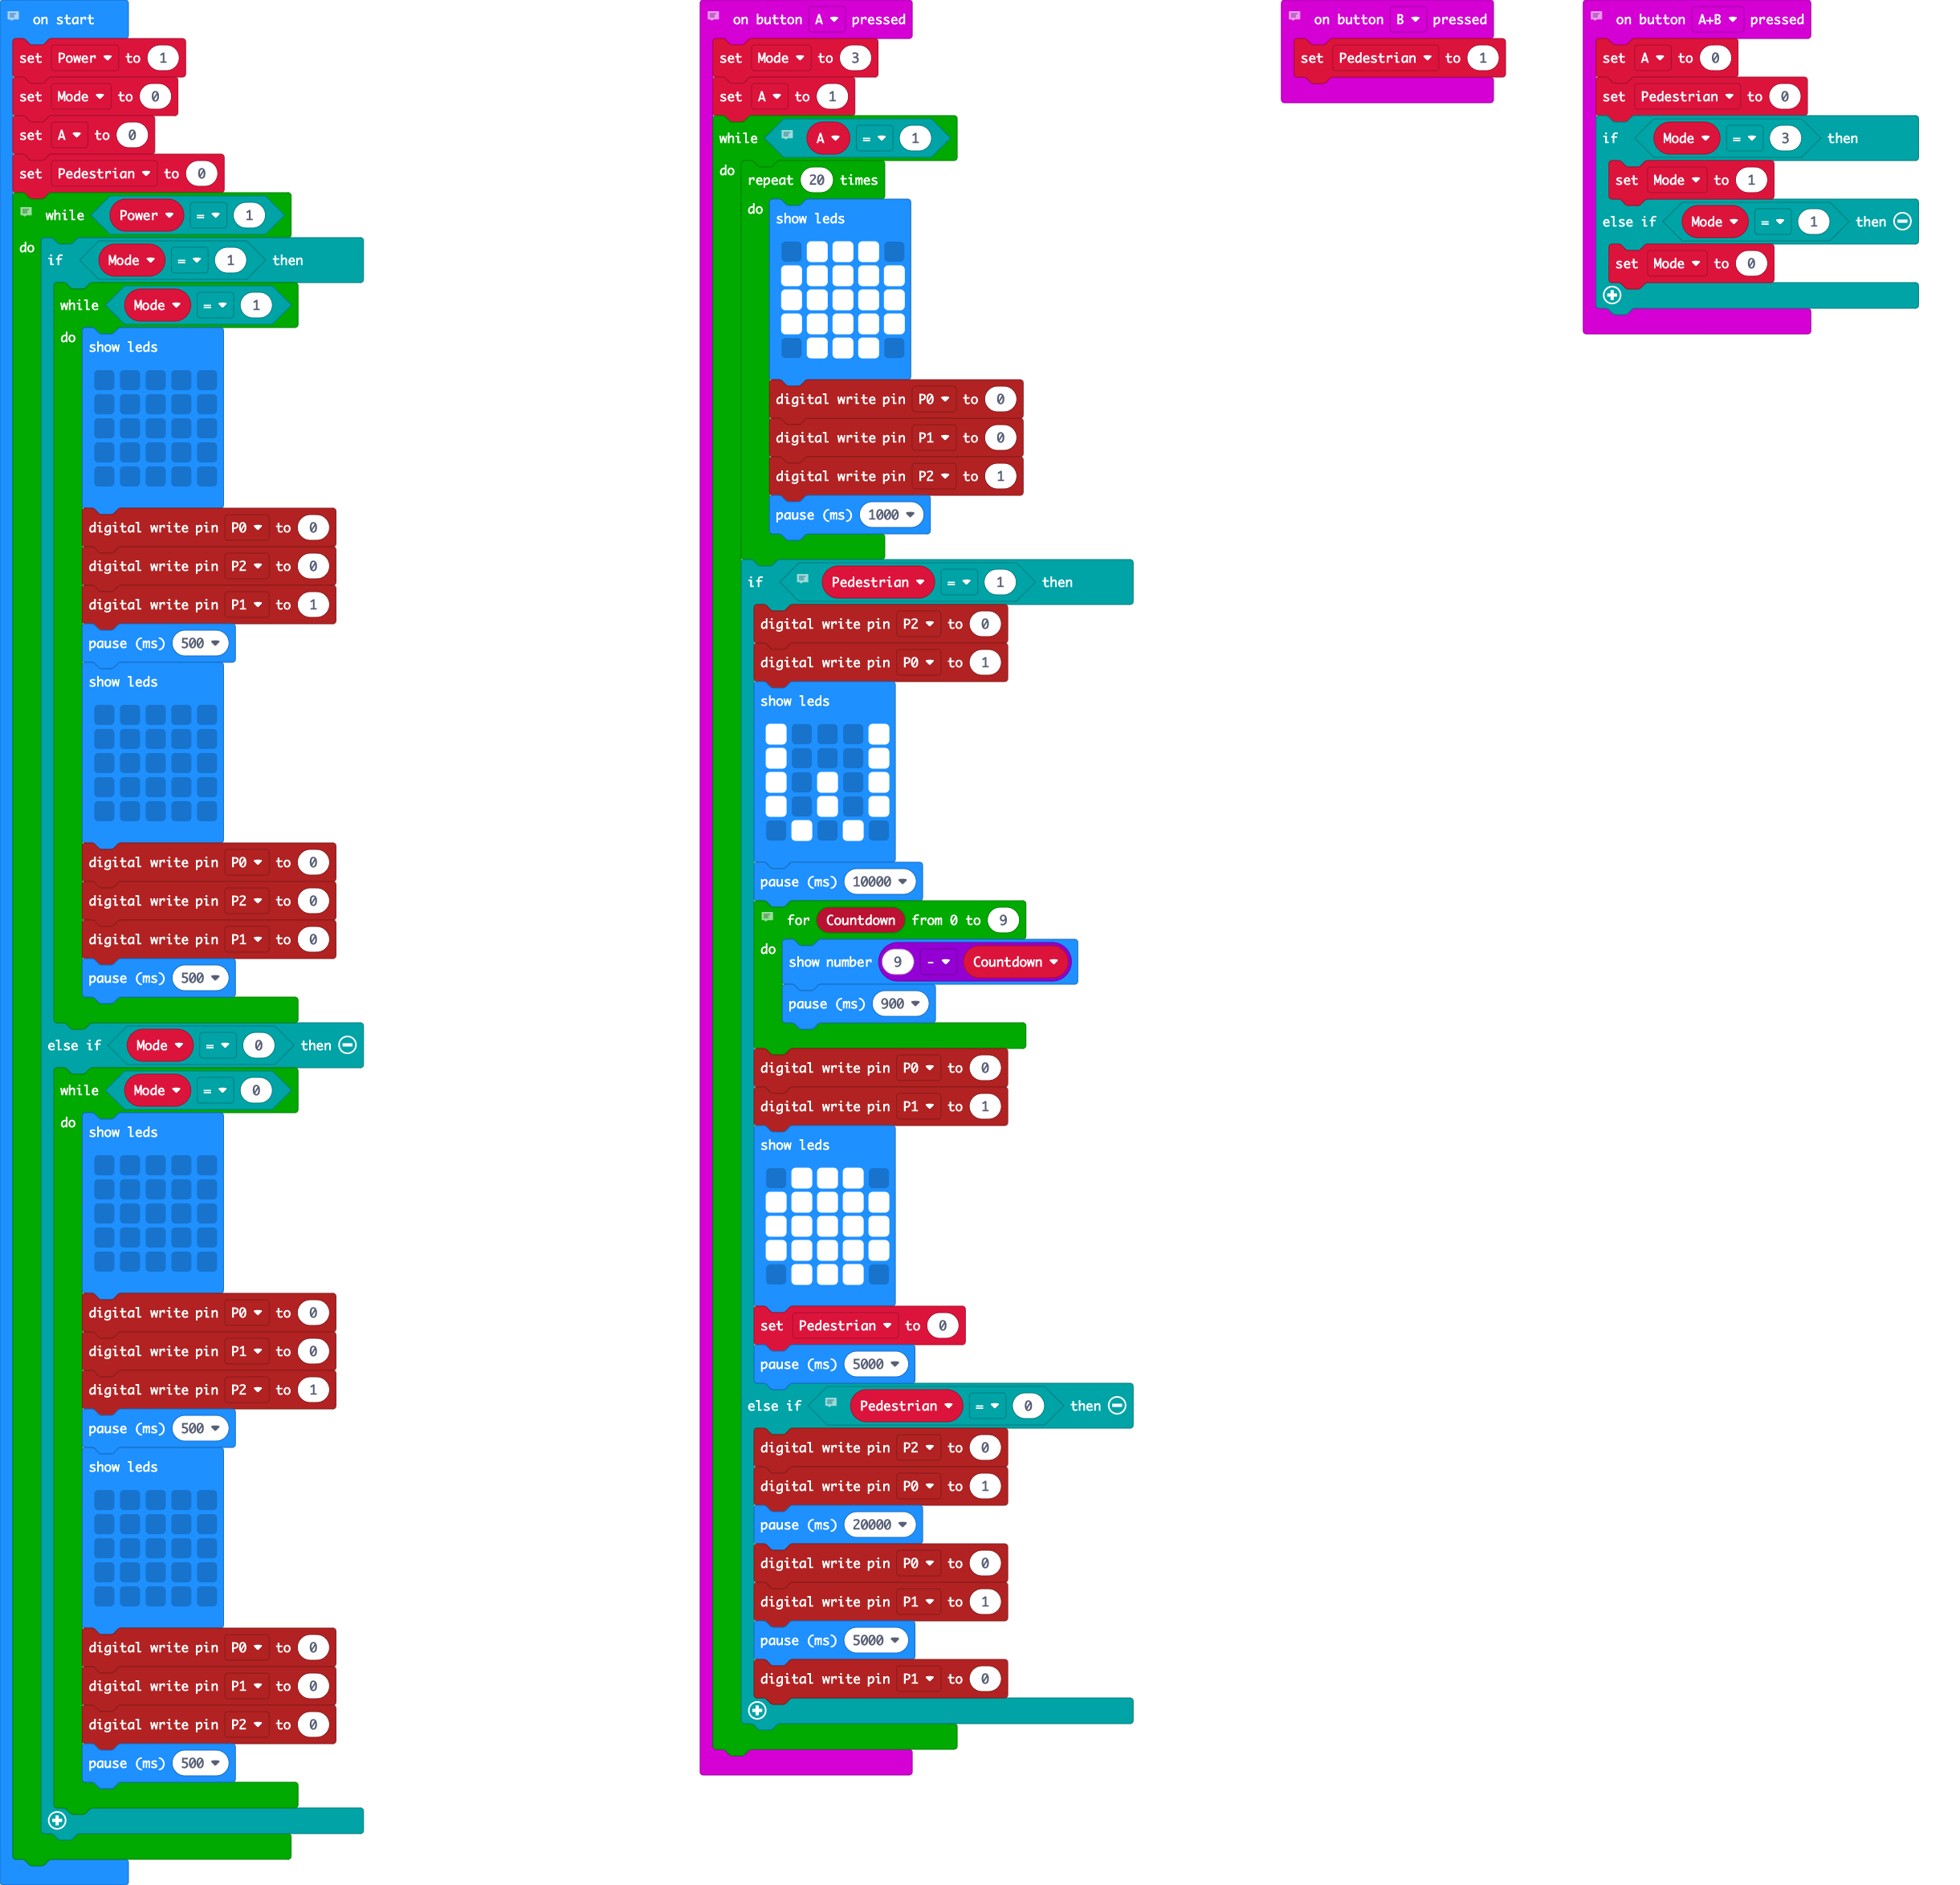 on start
set Power to 1
set Mode to 0
set A to 0
set Pedestrian to 0
while Power = 1
do
if Mode = 1 then
while Mode = 1
do
show leds
digital write pin P0 to 0
digital write pin P2 to 0
digital write pin P1 to 1
pause (ms) 500
show leds
digital write pin P0 to 0
digital write pin P2 to 0
digital write pin P1 to 0
pause (ms) 500
else if Mode = 0 then
while Mode = 0
do
show leds
digital write pin P0 to 0
digital write pin P1 to 0
digital write pin P2 to 1
pause (ms) 500
show leds
digital write pin P0 to 0
digital write pin P1 to 0
digital write pin P2 to 0
pause (ms) 500
on button A pressed
set Mode to 3
set A to 1
while A = 1
do
repeat 20 times
do
show leds
digital write pin P0 to 0
digital write pin P1 to 0
digital write pin P2 to 1
pause (ms) 1000
if Pedestrian = 1 then
digital write pin P2 to 0
digital write pin P0 to 1
show leds
pause (ms) 10000
for Countdown from 0 to 9
do
show number 9 - Countdown
pause (ms) 900
digital write pin P0 to 0
digital write pin P1 to 1
show leds
set Pedestrian to 0
pause (ms) 5000
else if Pedestrian = 0 then
digital write pin P2 to 0
digital write pin P0 to 1
pause (ms) 20000
digital write pin P0 to 0
digital write pin P1 to 1
pause (ms) 5000
digital write pin P1 to 0
on button B pressed
set Pedestrian to 1
on button A+B pressed
set A to 0
set Pedestrian to 0
if Mode = 3 then
set Mode to 1
else if Mode = 1 then
set Mode to 0